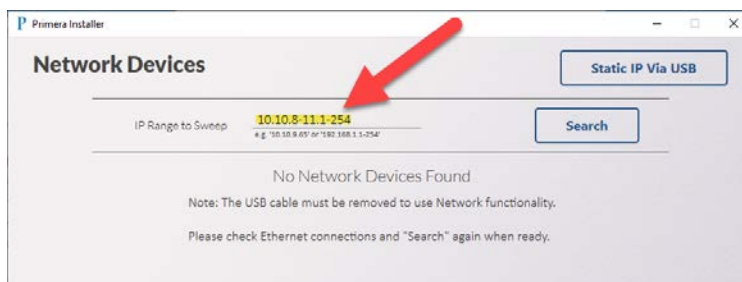 P Primera Installer
Network Devices
Static IP Via USB
IP Range to Sweep
10.10.8-11.1-254
e.g. '10.10.9.65' or '192.168.1.1-254'
Search
No Network Devices Found
Note: The USB cable must be removed to use Network functionality.
Please check Ethernet connections and "Search" again when ready.